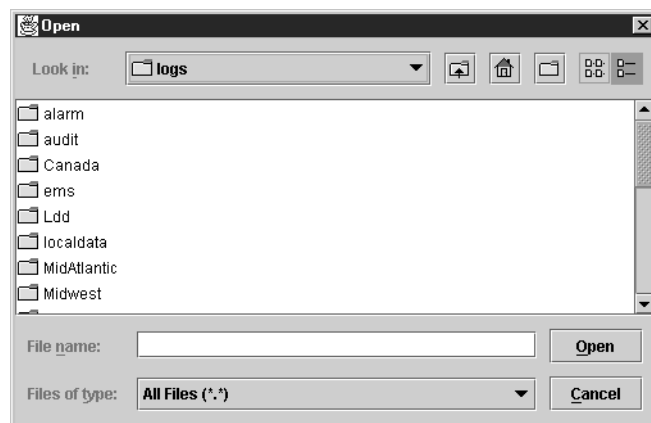 Open
Look in: logs
alarm
audit
Canada
ems
Ldd
localdata
MidAtlantic
Midwest
File name: Open
Files of type: All Files (*.*) Cancel